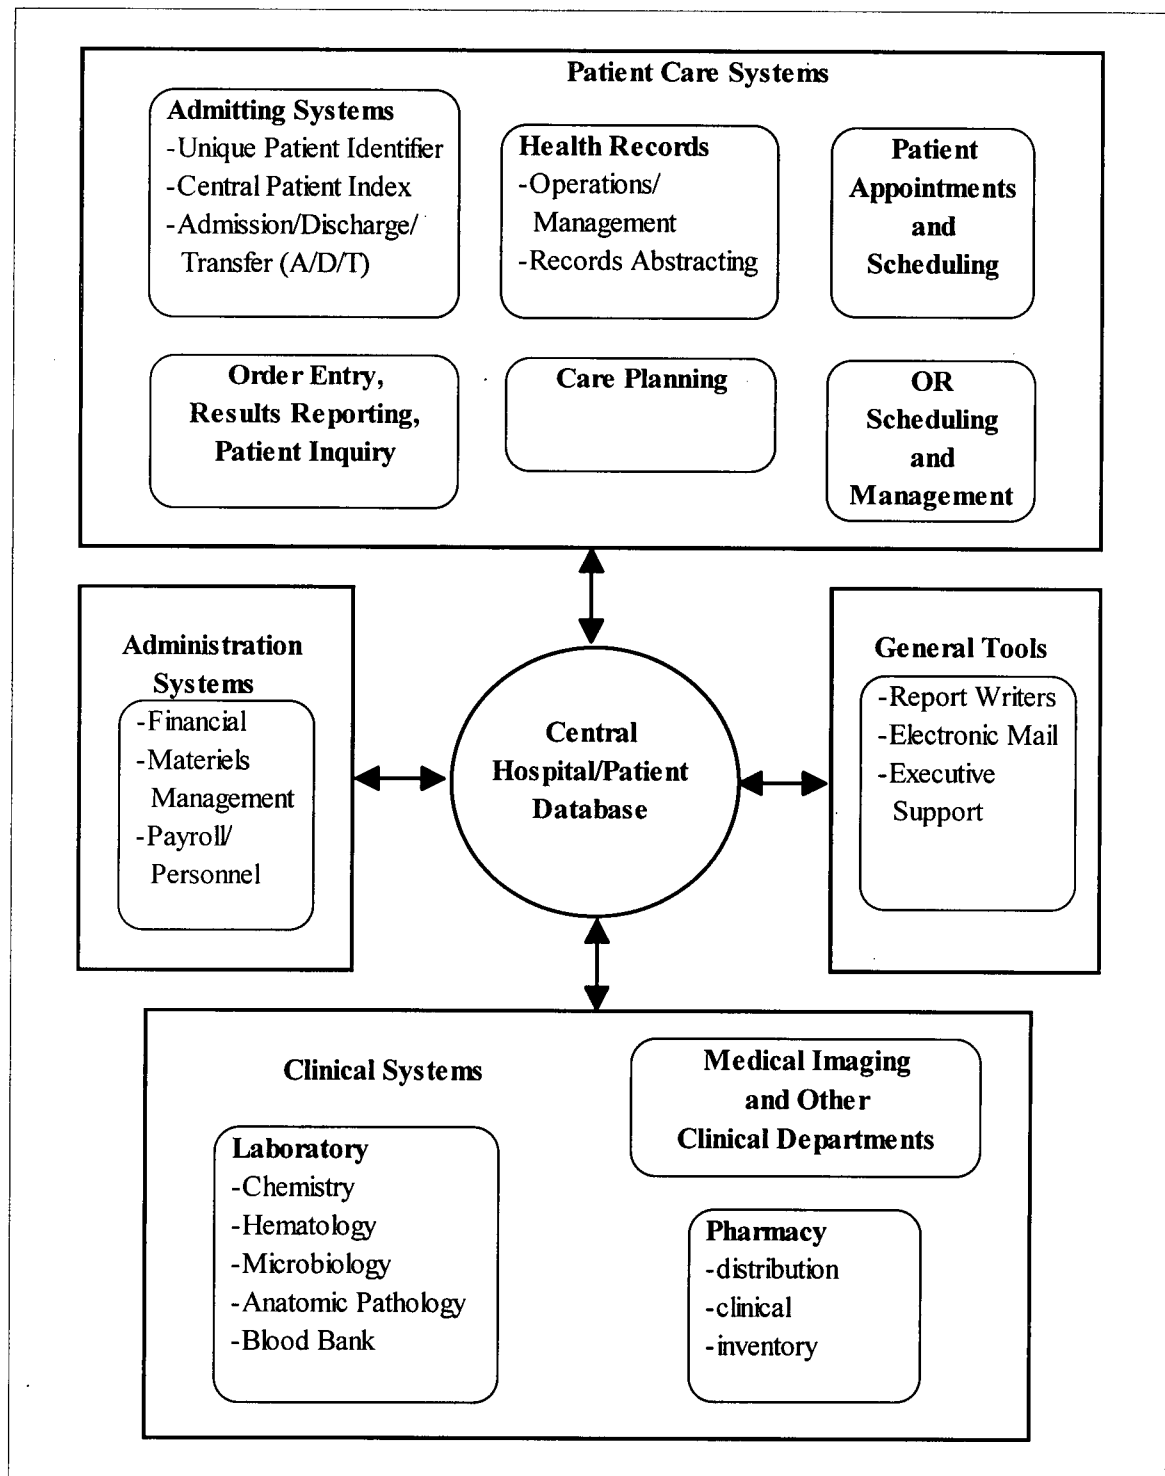 Patient Care Systems
Admitting Systems
-Unique Patient Identifier
-Central Patient Index
-Admission/Discharge/
Transfer (A/D/T)
Health Records
-Operations/
Management
-Records Abstracting
Patient
Appointments
and
Scheduling
Order Entry,
Results Reporting,
Patient Inquiry
Care Planning
OR
Scheduling
and
Management
Administration
Systems
-Financial
-Materiels
Management
-Payroll/
Personnel
Central
Hospital/Patient
Database
General Tools
-Report Writers
-Electronic Mail
-Executive
Support
Clinical Systems
Laboratory
-Chemistry
-Hematology
-Microbiology
-Anatomic Pathology
-Blood Bank
Medical Imaging
and Other
Clinical Departments
Pharmacy
-distribution
-clinical
-inventory